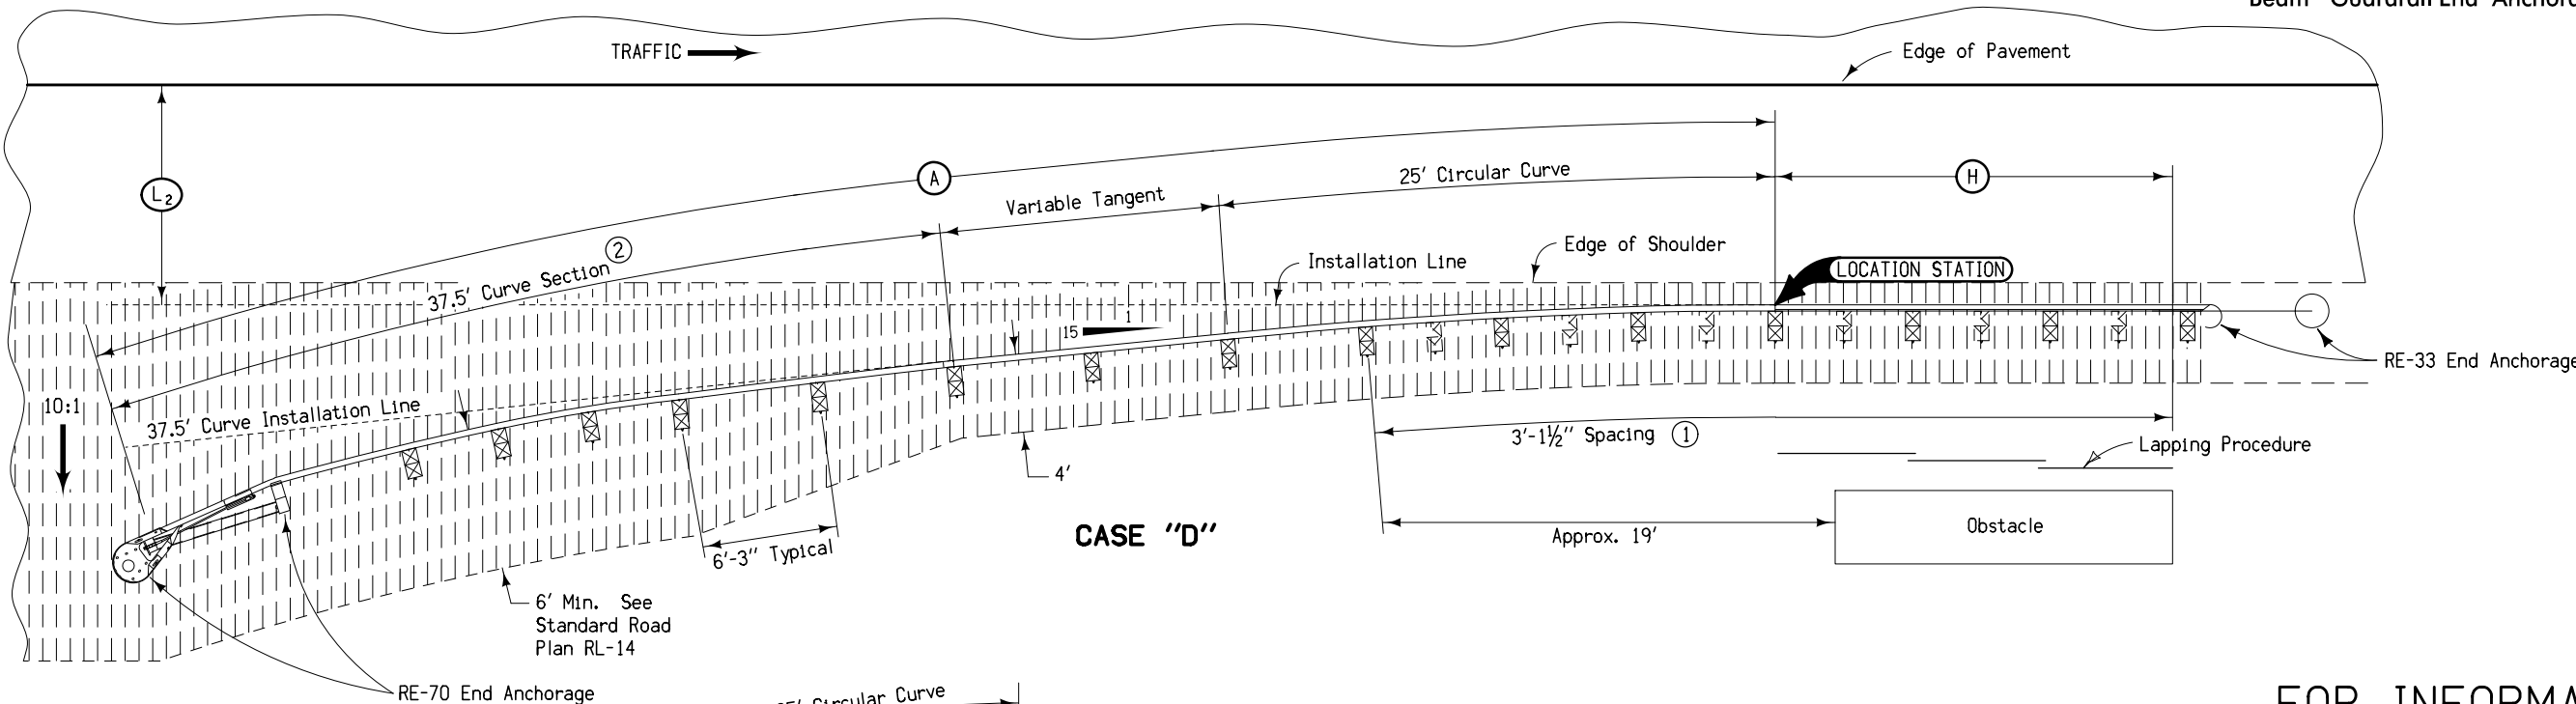 TRAFFIC
Edge of Pavement
L2
A
Variable Tangent
25' Circular Curve
H
37.5' Curve Section 2
Installation Line
Edge of Shoulder
LOCATION STATION
15
1
RE-33 End Anchorage
10:1
37.5' Curve Installation Line
3'-1½" Spacing 1
Lapping Procedure
4'
CASE "D"
Approx. 19'
Obstacle
6'-3" Typical
6' Min. See
Standard Road
Plan RL-14
RE-70 End Anchorage
Circular Curve